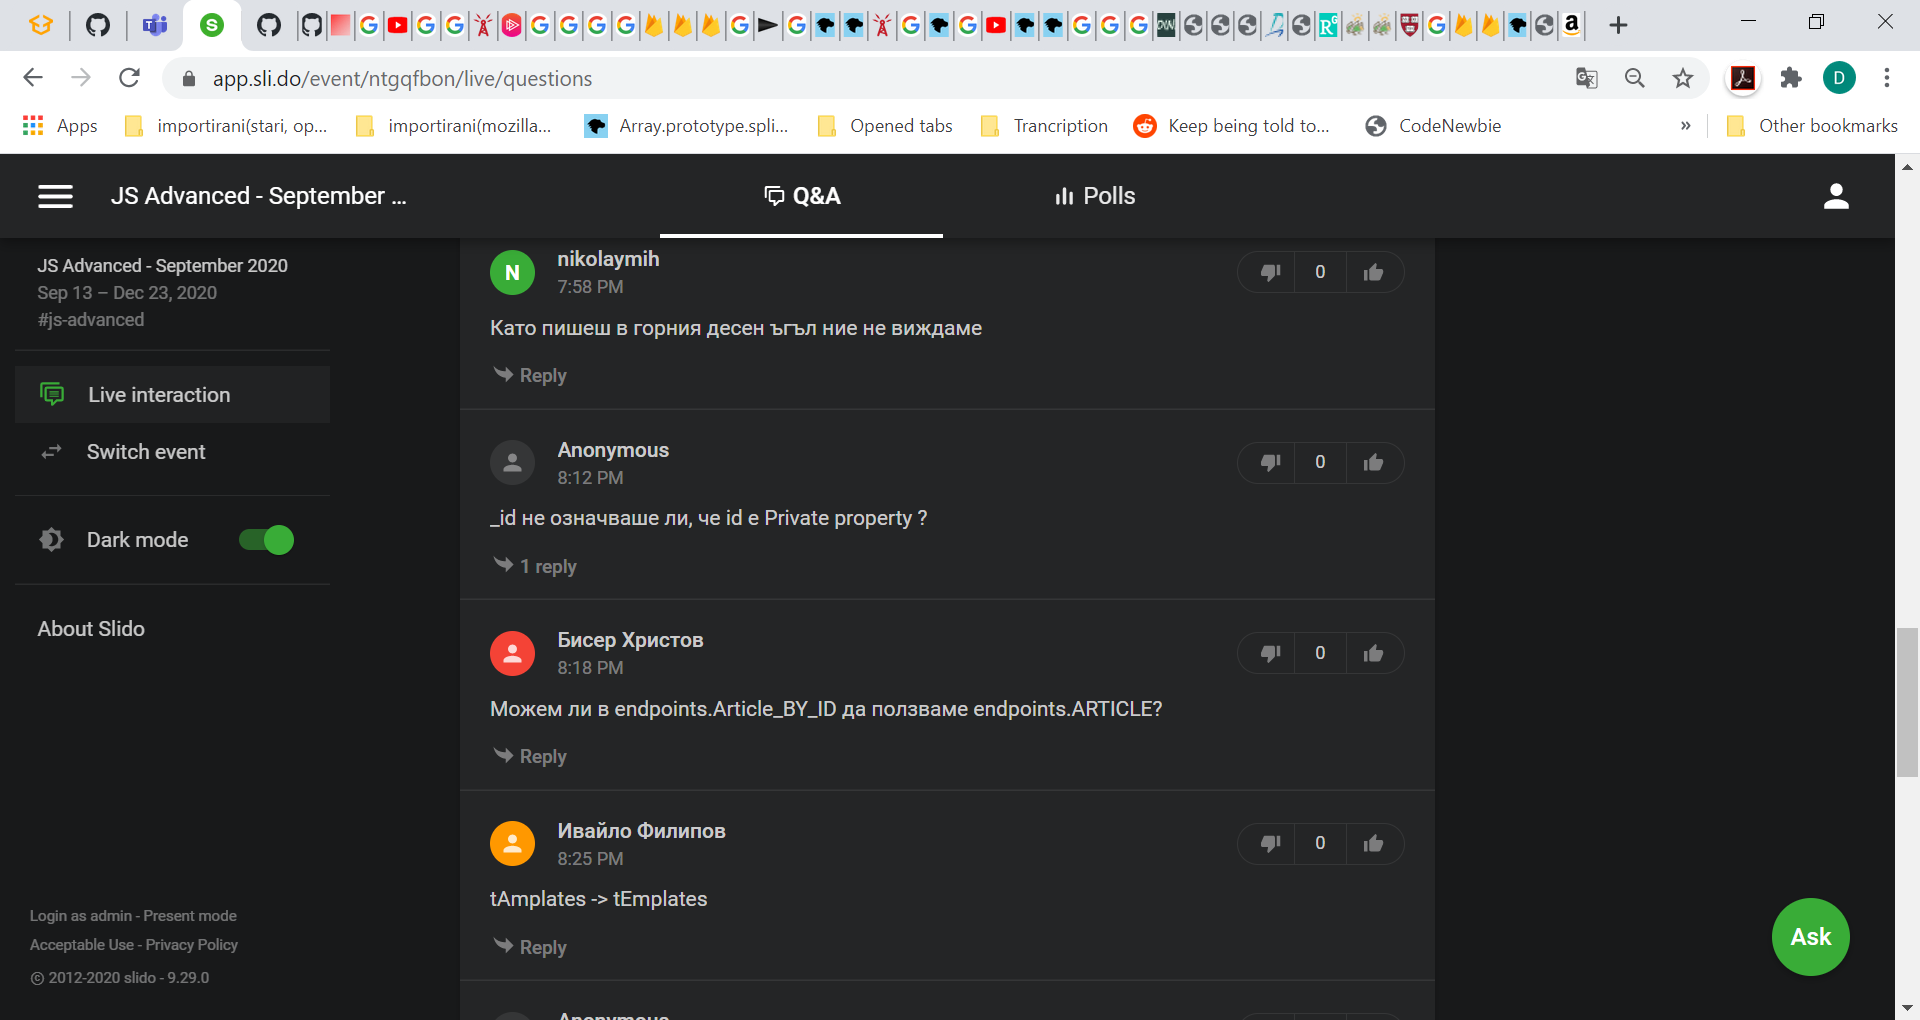 app.sli.do/event/ntgqfbon/live/questions
D
Apps
importirani(stari, op...
importirani(mozilla...
Array.prototype.spli...
Opened tabs
Trancription
Keep being told to...
CodeNewbie
»
Other bookmarks
JS Advanced - September ...
Q&A
Polls
JS Advanced - September 2020
Sep 13 – Dec 23, 2020
#js-advanced
Live interaction
Switch event
Dark mode
About Slido
Login as admin - Present mode
Acceptable Use - Privacy Policy
© 2012-2020 slido - 9.29.0
N
nikolaymih
7:58 PM
0
Като пишеш в горния десен ъгъл ние не виждаме
Reply
Anonymous
8:12 PM
0
_id не означваше ли, че id е Private property ?
1 reply
Бисер Христов
8:18 PM
0
Можем ли в endpoints.Article_BY_ID да ползваме endpoints.ARTICLE?
Reply
Ивайло Филипов
8:25 PM
0
tAmplates -> tEmplates
Reply
Anonymous
Ask